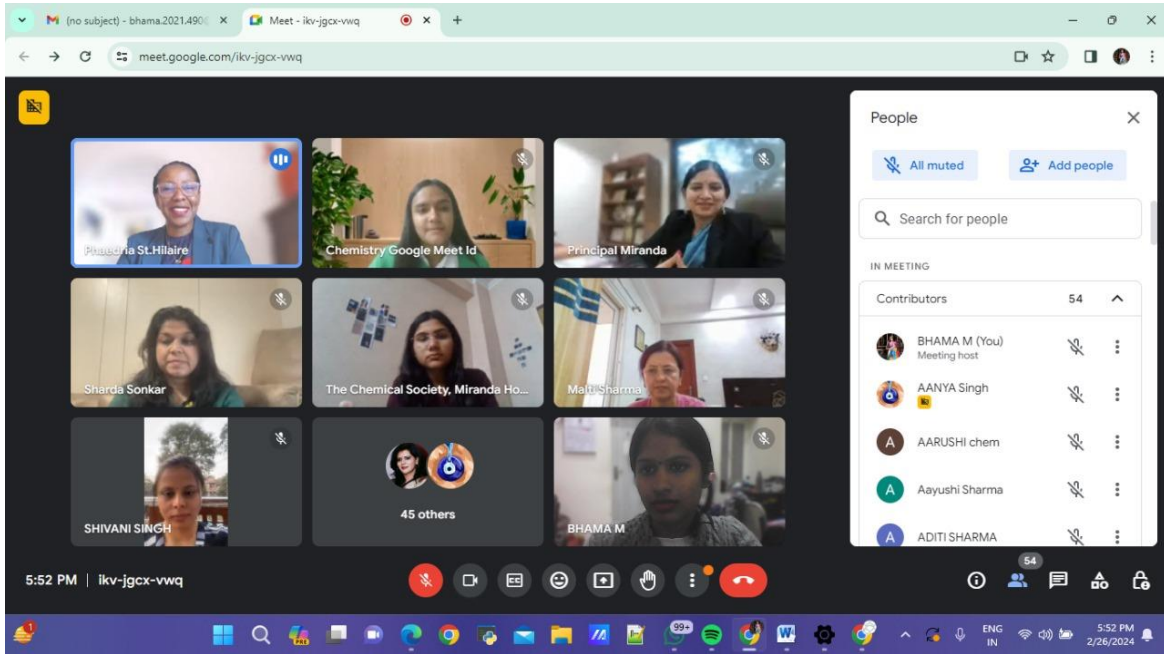 (no subject) - bhama.2021.490
Meet - ikv-jgcx-vwq
meet.google.com/ikv-jgcx-vwq
Phaedria St.Hilaire
Chemistry Google Meet Id
Principal Miranda
Sharda Sonkar
The Chemical Society, Miranda Ho...
Malti Sharma
SHIVANI SINGH
45 others
BHAMA M
People
All muted
Add people
Search for people
IN MEETING
Contributors 54
BHAMA M (You)
Meeting host
AANYA Singh
A AARUSHI chem
A Aayushi Sharma
A ADITI SHARMA
5:52 PM | ikv-jgcx-vwq
CC
54
PRE
99+
W
ENG
IN
5:52 PM
2/26/2024